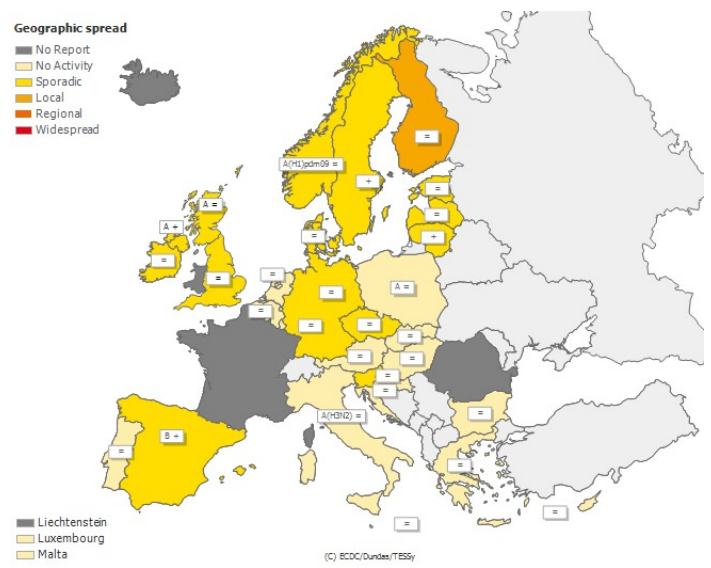 Geographic spread
No Report
No Activity
Sporadic
Local
Regional
Widespread
=
A(H1)pdm09 =
+
=
A =
=
A +
=
+
=
=
=
=
A =
=
=
=
=
=
=
=
=
=
A(H3N2) =
=
B +
=
=
=
=
Liechtenstein
Luxembourg
Malta
(C) ECDC/Dundas/TESSy